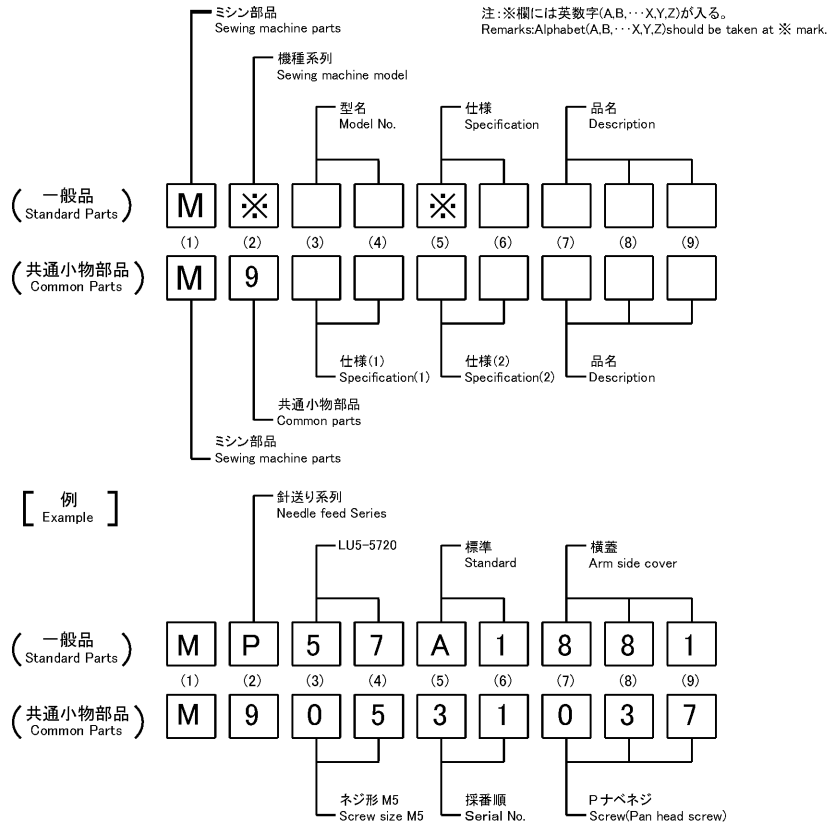 ミシン部品
Sewing machine parts
注:※欄には英数字(A,B,･･･X,Y,Z)が入る。
Remarks:Alphabet(A,B,･･･X,Y,Z)should be taken at ※ mark.
機種系列
Sewing machine model
型名
Model No.
仕様
Specification
品名
Description
一般品
Standard Parts
M ※ ※
(1) (2) (3) (4) (5) (6) (7) (8) (9)
共通小物部品
Common Parts
M 9
仕様(1)
Specification(1)
仕様(2)
Specification(2)
品名
Description
共通小物部品
Common parts
ミシン部品
Sewing machine parts
[例]
Example
針送り系列
Needle feed Series
LU5-5720
標準
Standard
横蓋
Arm side cover
一般品
Standard Parts
M P 5 7 A 1 8 8 1
(1) (2) (3) (4) (5) (6) (7) (8) (9)
共通小物部品
Common Parts
M 9 0 5 3 1 0 3 7
ネジ形 M5
Screw size M5
採番順
Serial No.
Pナベネジ
Screw(Pan head screw)